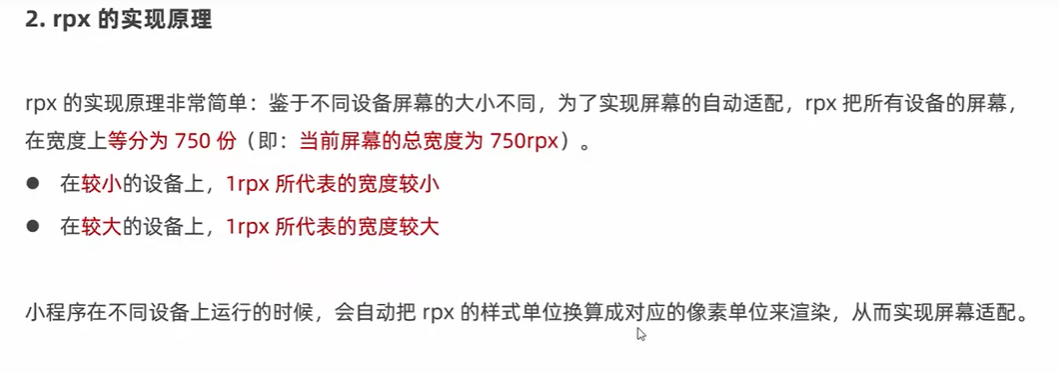 2. rpx 的实现原理
rpx 的实现原理非常简单：鉴于不同设备屏幕的大小不同，为了实现屏幕的自动适配，rpx 把所有设备的屏幕，
在宽度上等分为 750 份（即：当前屏幕的总宽度为 750rpx）。
● 在较小的设备上，1rpx 所代表的宽度较小
● 在较大的设备上，1rpx 所代表的宽度较大
小程序在不同设备上运行的时候，会自动把 rpx 的样式单位换算成对应的像素单位来渲染，从而实现屏幕适配。